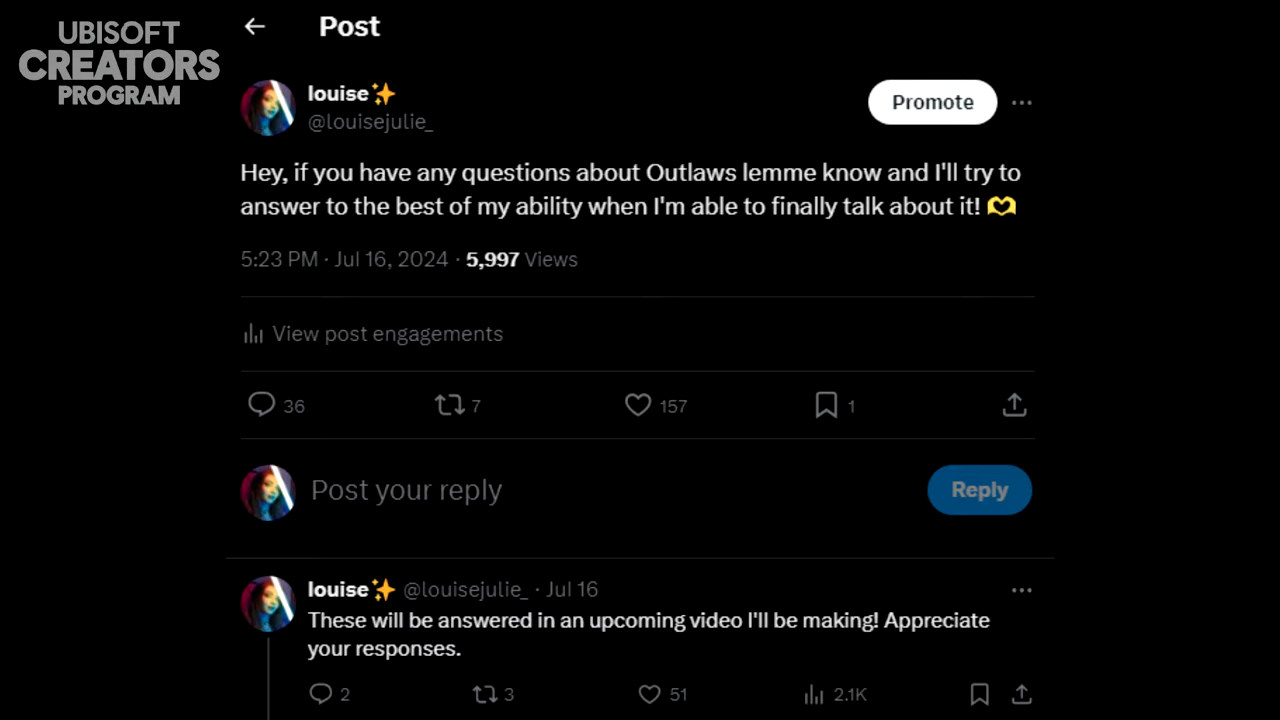 UBISOFT
CREATORS
PROGRAM
Post
louise✨
@louisejulie_
Promote
Hey, if you have any questions about Outlaws lemme know and I'll try to
answer to the best of my ability when I'm able to finally talk about it! 🫶
5:23 PM · Jul 16, 2024 · 5,997 Views
View post engagements
36 7 157 1
Post your reply
Reply
louise✨ @louisejulie_ · Jul 16
These will be answered in an upcoming video I'll be making! Appreciate
your responses.
2 3 51 2.1K